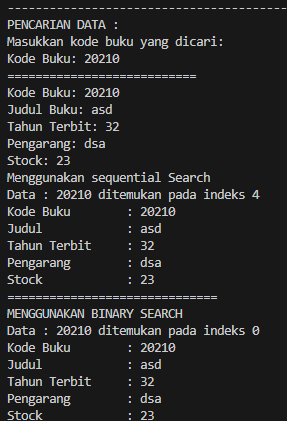 ----------------------------------------
PENCARIAN DATA :
Masukkan kode buku yang dicari:
Kode Buku: 20210
===========================
Kode Buku: 20210
Judul Buku: asd
Tahun Terbit: 32
Pengarang: dsa
Stock: 23
Menggunakan sequential Search
Data : 20210 ditemukan pada indeks 4
Kode Buku        : 20210
Judul            : asd
Tahun Terbit     : 32
Pengarang        : dsa
Stock            : 23
==============================
MENGGUNAKAN BINARY SEARCH
Data : 20210 ditemukan pada indeks 0
Kode Buku        : 20210
Judul            : asd
Tahun Terbit     : 32
Pengarang        : dsa
Stock            : 23